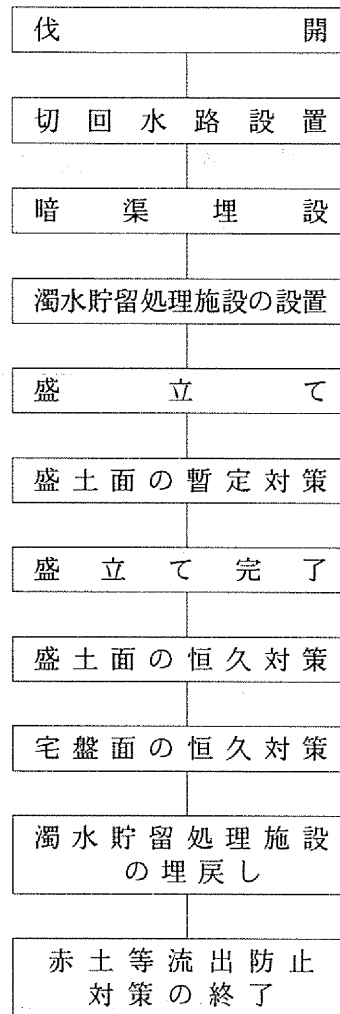 伐開
切回水路設置
暗渠埋設
濁水貯留処理施設の設置
盛立て
盛土面の暫定対策
盛立て完了
盛土面の恒久対策
宅盤面の恒久対策
濁水貯留処理施設
の埋戻し
赤土等流出防止
対策の終了